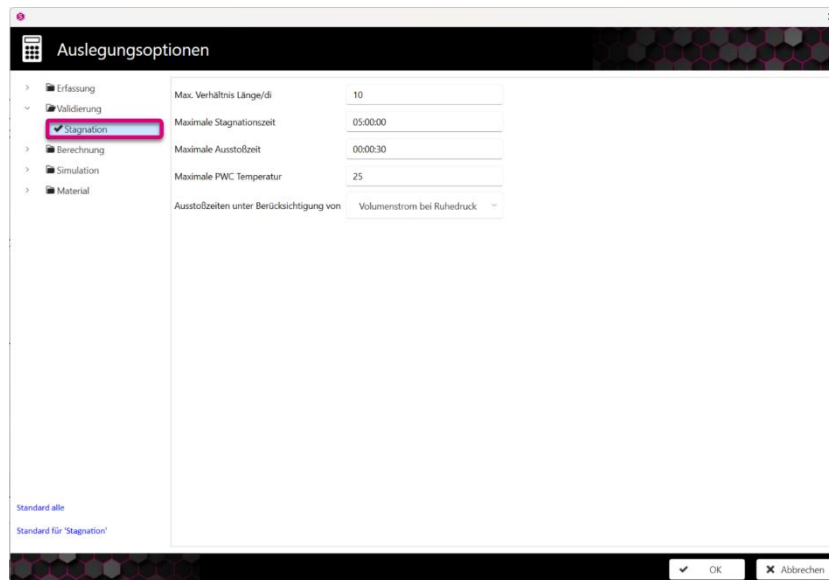 Auslegungsoptionen
Erfassung
Validierung
Stagnation
Berechnung
Simulation
Material
Max. Verhältnis Länge/di 10
Maximale Stagnationszeit 05:00:00
Maximale Ausstoßzeit 00:00:30
Maximale PWC Temperatur 25
Ausstoßzeiten unter Berücksichtigung von Volumenstrom bei Ruhedruck
Standard alle
Standard für 'Stagnation'
OK Abbrechen